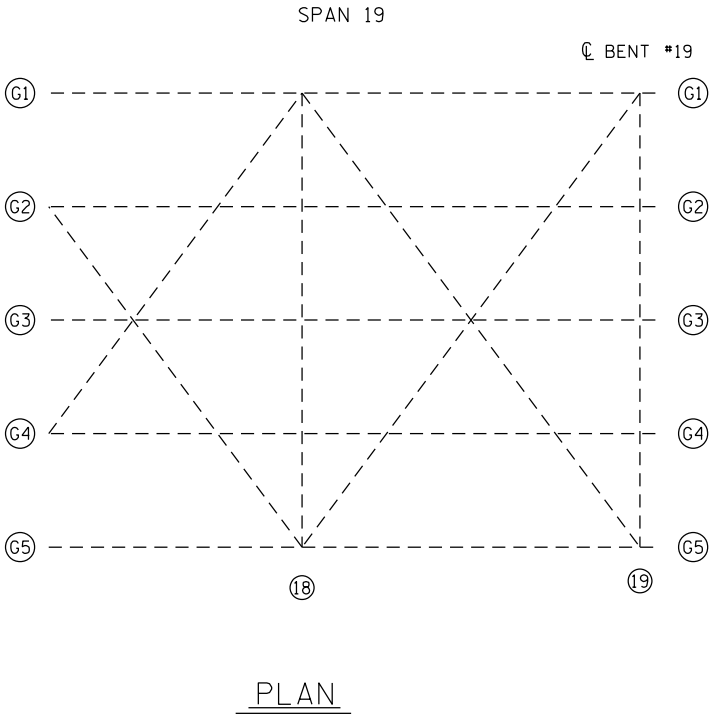 SPAN 19
℄ BENT #19
G1 G1
G2 G2
G3 G3
G4 G4
G5 G5
18 19
PLAN